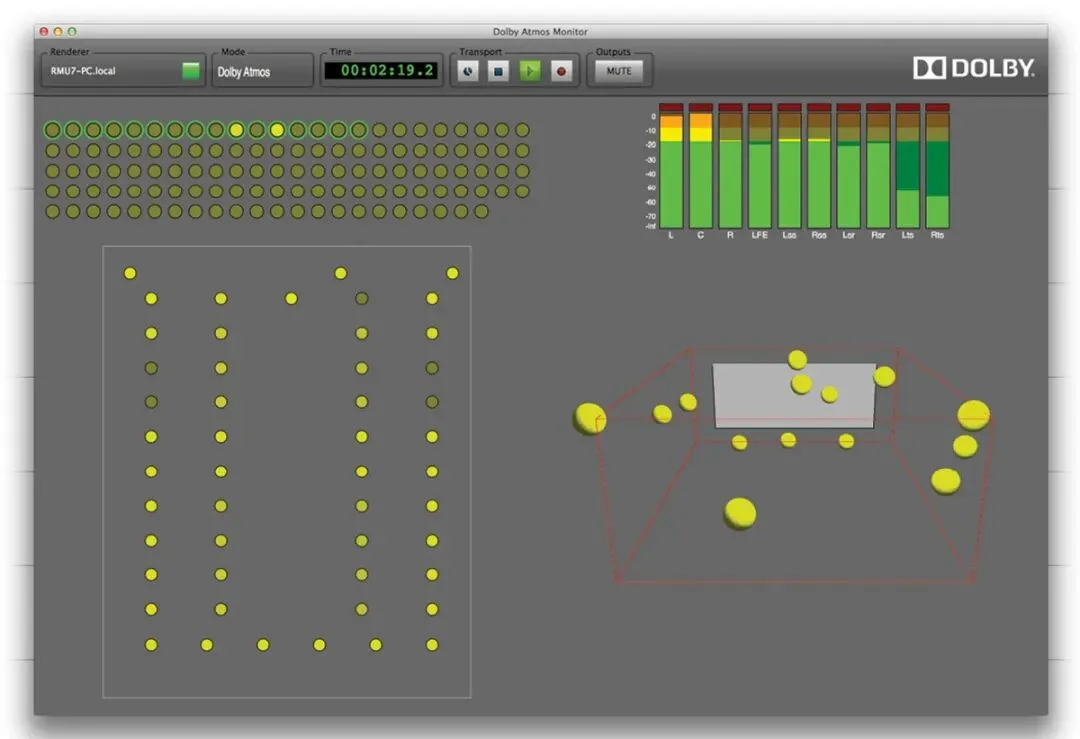 Dolby Atmos Monitor
Renderer
RMU7-PC.local
Mode
Dolby Atmos
Time
00:02:19.2
Transport
Outputs
MUTE
DOLBY.
0
-10
-20
-30
-40
-60
-70
-inf
L C R LFE Lss Rss Lsr Rsr Lts Rts